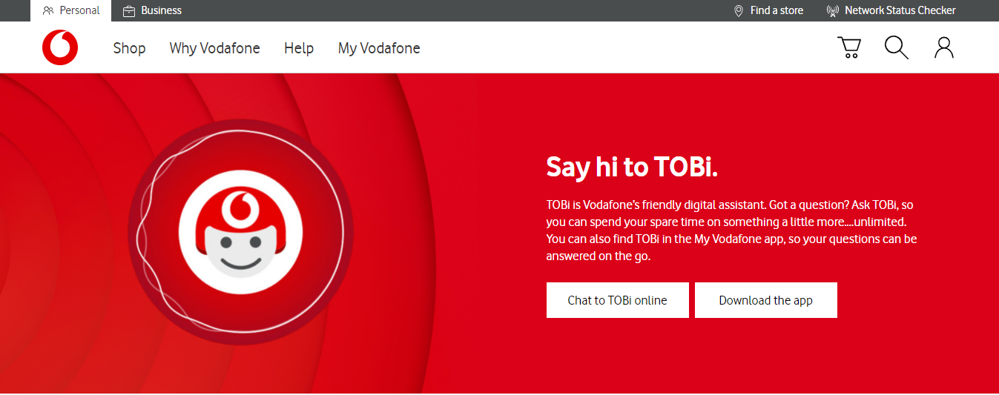 Personal
Business
Find a store
Network Status Checker
Shop
Why Vodafone
Help
My Vodafone
Say hi to TOBi.
TOBi is Vodafone's friendly digital assistant. Got a question? Ask TOBi, so
you can spend your spare time on something a little more....unlimited.
You can also find TOBi in the My Vodafone app, so your questions can be
answered on the go.
Chat to TOBi online
Download the app